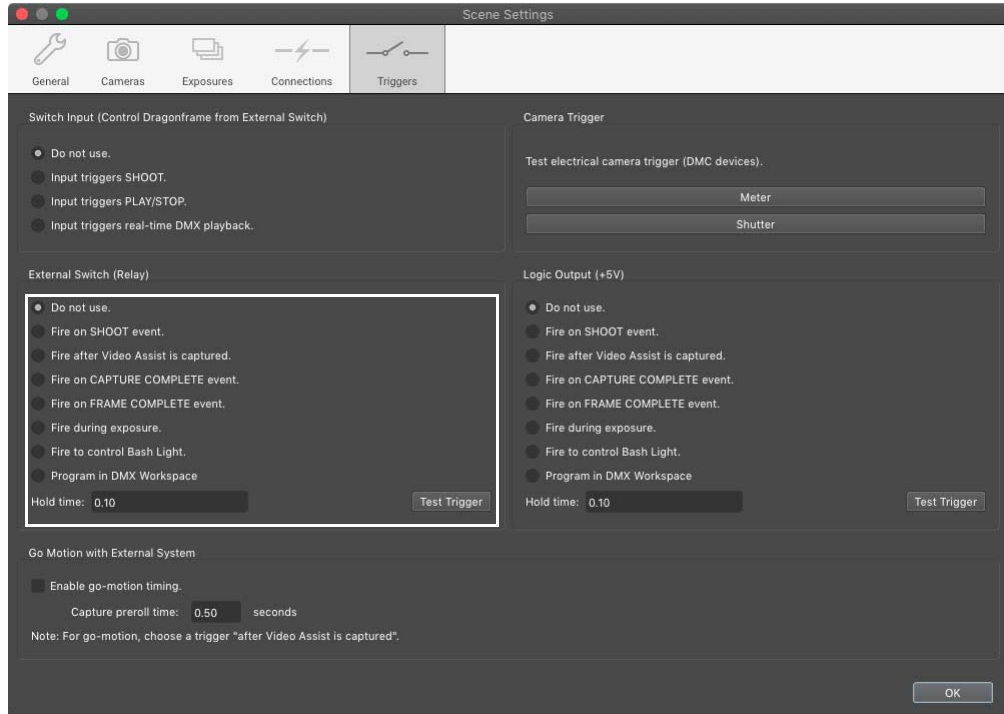 Scene Settings
General Cameras Exposures Connections Triggers
Switch Input (Control Dragonframe from External Switch)
Do not use.
Input triggers SHOOT.
Input triggers PLAY/STOP.
Input triggers real-time DMX playback.
Camera Trigger
Test electrical camera trigger (DMC devices).
Meter
Shutter
External Switch (Relay)
Do not use.
Fire on SHOOT event.
Fire after Video Assist is captured.
Fire on CAPTURE COMPLETE event.
Fire on FRAME COMPLETE event.
Fire during exposure.
Fire to control Bash Light.
Program in DMX Workspace
Hold time: 0.10 Test Trigger
Logic Output (+5V)
Do not use.
Fire on SHOOT event.
Fire after Video Assist is captured.
Fire on CAPTURE COMPLETE event.
Fire on FRAME COMPLETE event.
Fire during exposure.
Fire to control Bash Light.
Program in DMX Workspace
Hold time: 0.10 Test Trigger
Go Motion with External System
Enable go-motion timing.
Capture preroll time: 0.50 seconds
Note: For go-motion, choose a trigger "after Video Assist is captured".
OK